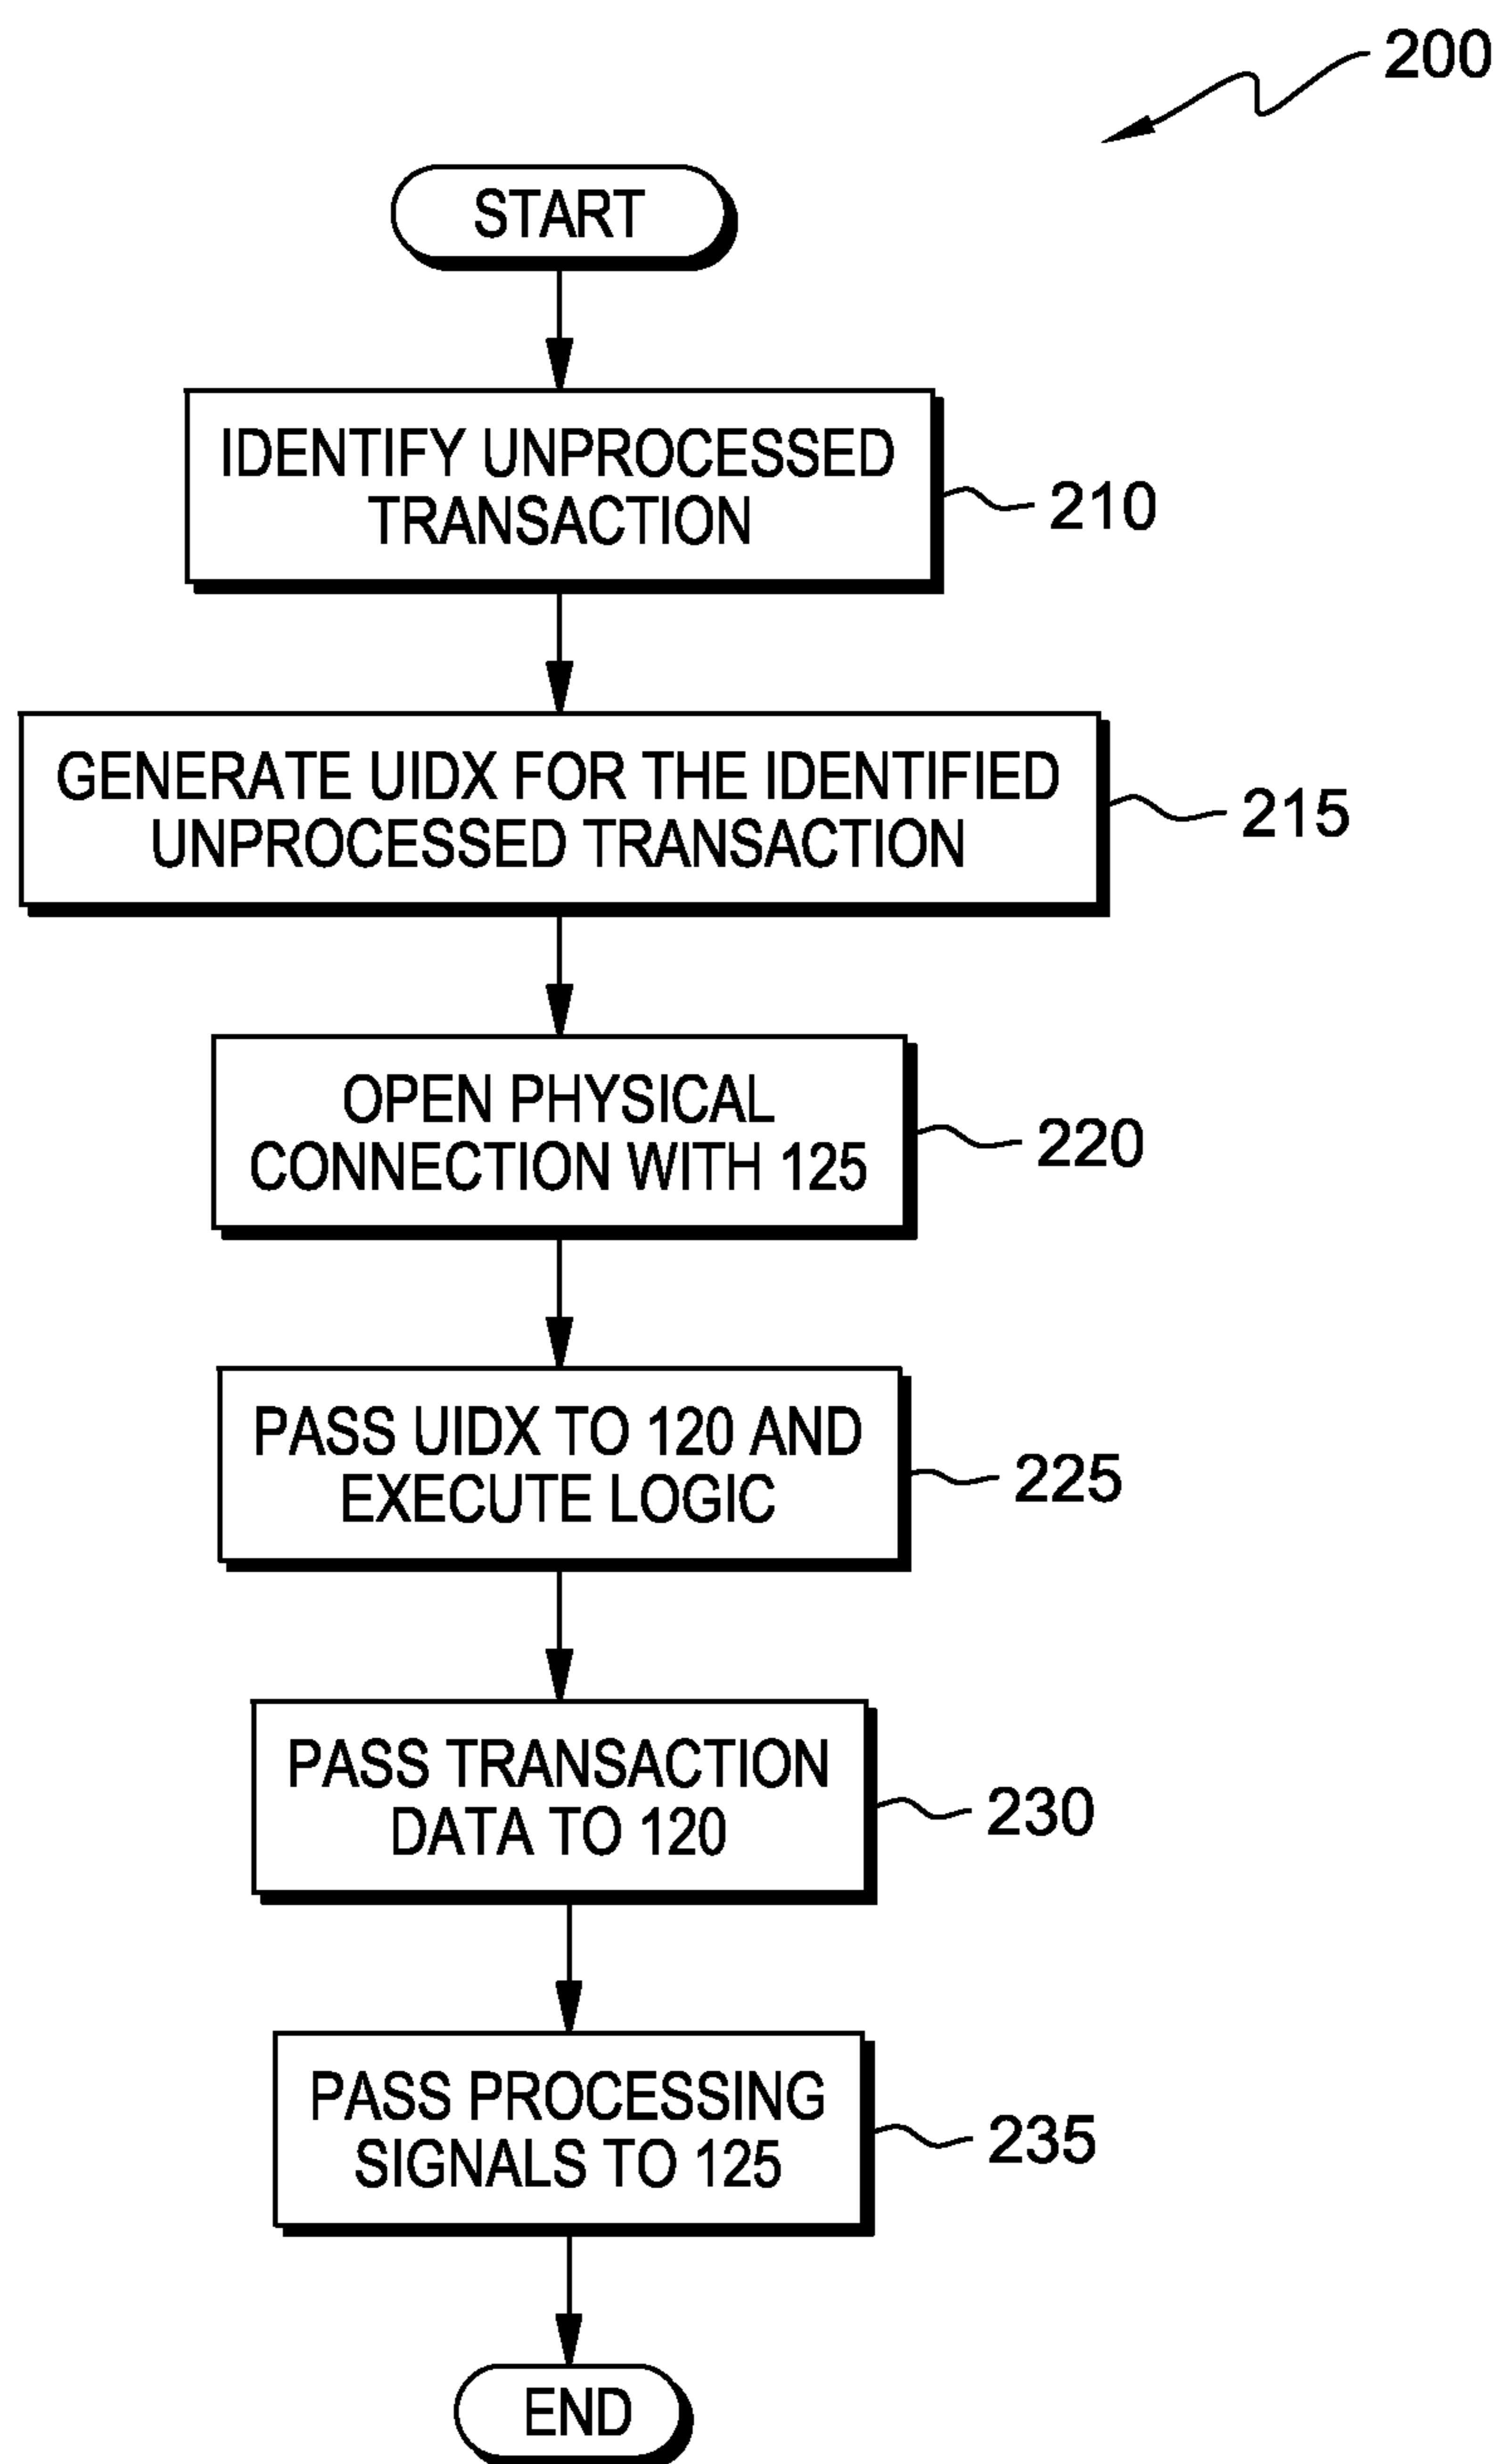 200
START
IDENTIFY UNPROCESSED
TRANSACTION
210
GENERATE UIDX FOR THE IDENTIFIED
UNPROCESSED TRANSACTION
215
OPEN PHYSICAL
CONNECTION WITH 125
220
PASS UIDX TO 120 AND
EXECUTE LOGIC
225
PASS TRANSACTION
DATA TO 120
230
PASS PROCESSING
SIGNALS TO 125
235
END